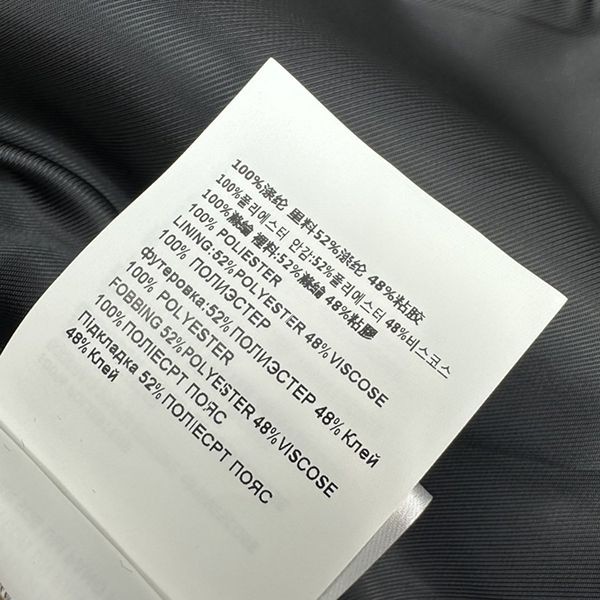 100%涤纶 里料:52%涤纶 48%粘胶
100%폴리에스터 안감:52%폴리에스터 48%비스코스
100%滌綸 裡料:52%滌綸 48%粘膠
100% POLIESTER
LINING:52% POLYESTER 48% VISCOSE
100% ПОЛИЭСТЕР
футеровка:52% ПОЛИЭСТЕР 48% Клей
100% POLYESTER
FOBBING 52%POLYESTER 48% VISCOSE
100% ПОЛІЕСРТ ПОЯС
Підкладка 52% ПОЛІЕСРТ ПОЯС
48% Клей